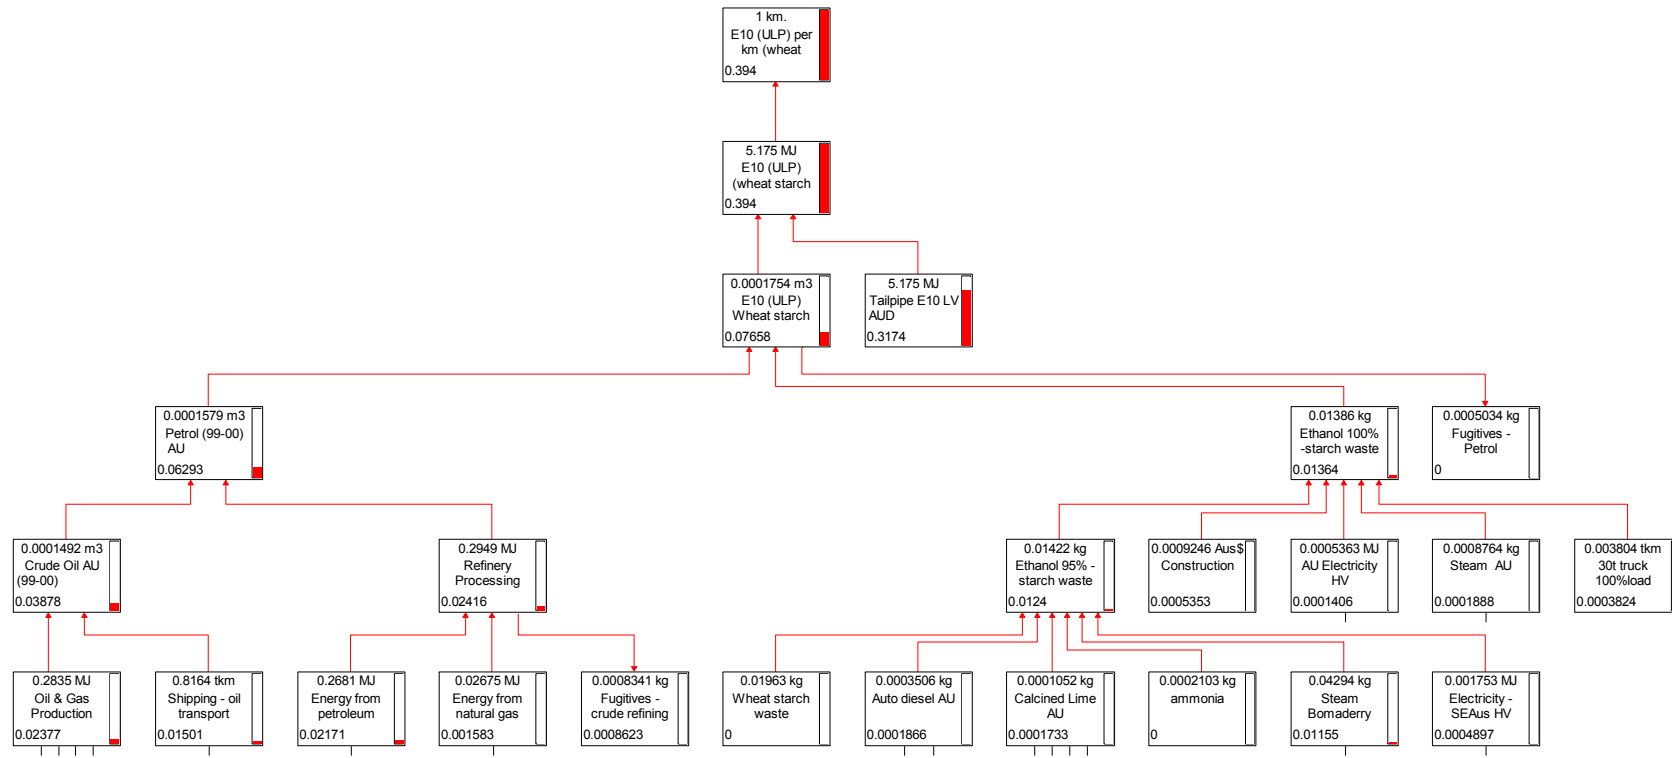 1 km.
E10 (ULP) per
km (wheat
0.394
5.175 MJ
E10 (ULP)
(wheat starch
0.394
0.0001754 m3
E10 (ULP)
Wheat starch
0.07658
5.175 MJ
Tailpipe E10 LV
AUD
0.3174
0.0001579 m3
Petrol (99-00)
AU
0.06293
0.01386 kg
Ethanol 100%
-starch waste
0.01364
0.0005034 kg
Fugitives -
Petrol
0
0.0001492 m3
Crude Oil AU
(99-00)
0.03878
0.2949 MJ
Refinery
Processing
0.02416
0.01422 kg
Ethanol 95% -
starch waste
0.0124
0.0009246 Aus$
Construction
0.0005353
0.0005363 MJ
AU Electricity
HV
0.0001406
0.0008764 kg
Steam AU
0.0001888
0.003804 tkm
30t truck
100%load
0.0003824
0.2835 MJ
Oil & Gas
Production
0.02377
0.8164 tkm
Shipping - oil
transport
0.01501
0.2681 MJ
Energy from
petroleum
0.02171
0.02675 MJ
Energy from
natural gas
0.001583
0.0008341 kg
Fugitives -
crude refining
0.0008623
0.01963 kg
Wheat starch
waste
0
0.0003506 kg
Auto diesel AU
0.0001866
0.0001052 kg
Calcined Lime
AU
0.0001733
0.0002103 kg
ammonia
0
0.04294 kg
Steam
Bomaderry
0.01155
0.001753 MJ
Electricity -
SEAus HV
0.0004897